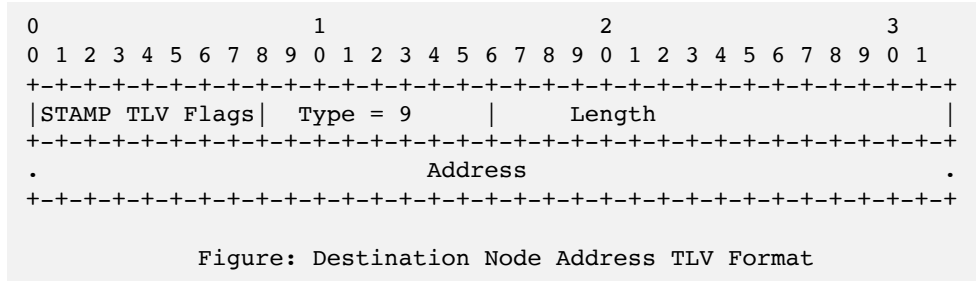 0                   1                   2                   3
0 1 2 3 4 5 6 7 8 9 0 1 2 3 4 5 6 7 8 9 0 1 2 3 4 5 6 7 8 9 0 1
+-+-+-+-+-+-+-+-+-+-+-+-+-+-+-+-+-+-+-+-+-+-+-+-+-+-+-+-+-+-+-+-+
|STAMP TLV Flags|  Type = 9     |     Length                    |
+-+-+-+-+-+-+-+-+-+-+-+-+-+-+-+-+-+-+-+-+-+-+-+-+-+-+-+-+-+-+-+-+
.                           Address                             .
+-+-+-+-+-+-+-+-+-+-+-+-+-+-+-+-+-+-+-+-+-+-+-+-+-+-+-+-+-+-+-+-+
Figure: Destination Node Address TLV Format